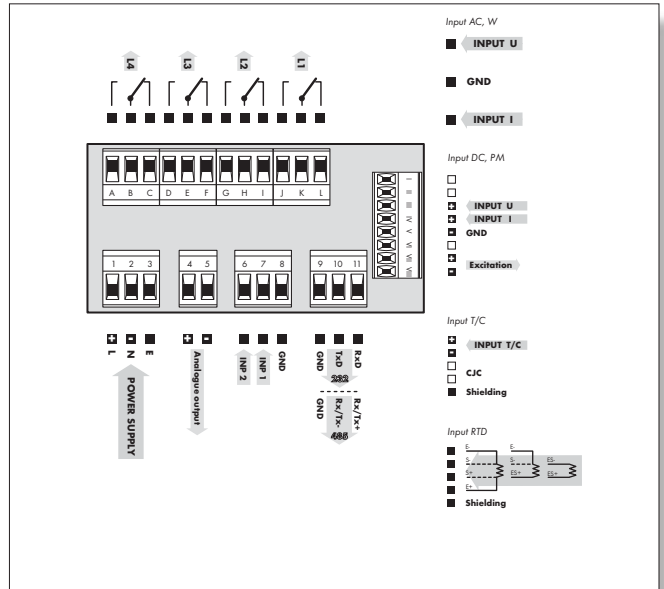 L4 L3 L2 L1
A B C D E F G H I J K L
I
II
III
IV
V
VI
VII
VIII
1 2 3 4 5 6 7 8 9 10 11
+ - + -
L N E
POWER SUPPLY
Analogue output
INP 2
INP 1
GND
GND TxD RxD
232
GND Rx/Tx- Rx/Tx+
485
Input AC, W
INPUT U
GND
INPUT I
Input DC, PM
+ INPUT U
+ INPUT I
- GND
+
- Excitation
Input T/C
+
- INPUT T/C
CJC
Shielding
Input RTD
E- E-
S- S- ES-
S+ ES+ ES+
E+
Shielding